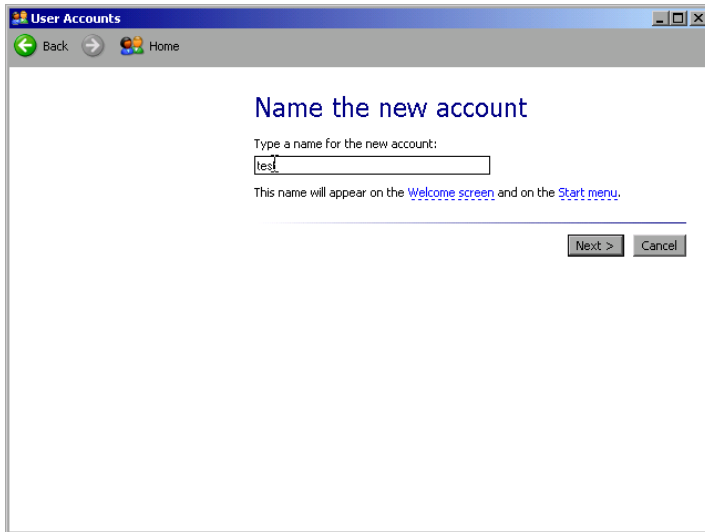 User Accounts
Back Home
Name the new account
Type a name for the new account:
This name will appear on the Welcome screen and on the Start menu.
Next > Cancel